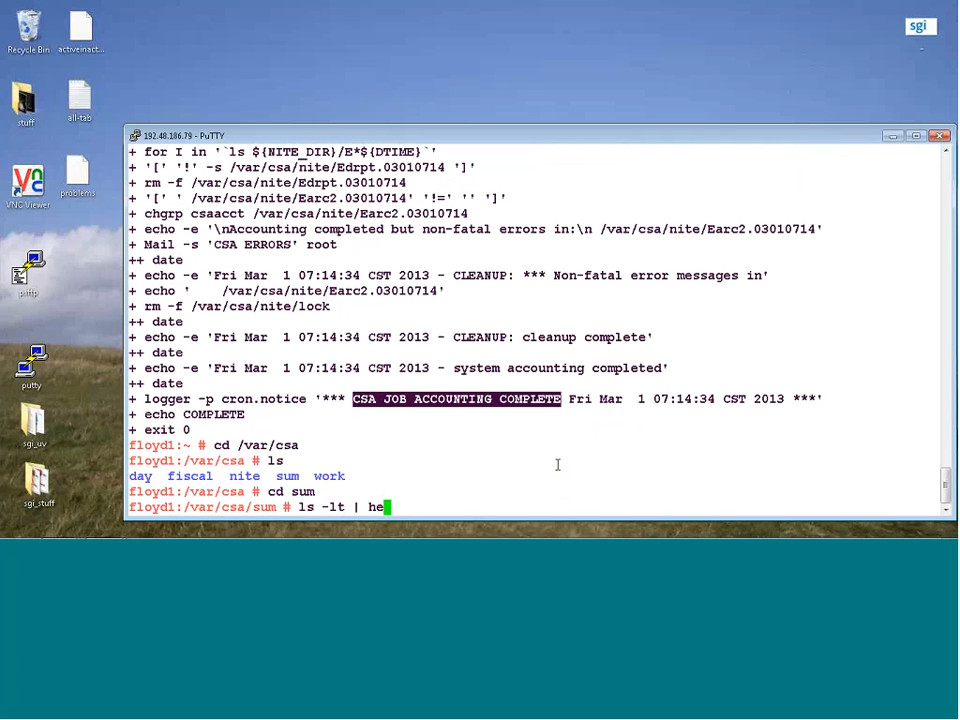 Recycle Bin
activeinact...
stuff
all-tab
VNC Viewer
problems
psftp
putty
sgi_uv
sgi_stuff
sgi
192.48.186.79 - PuTTY
+ for I in '`ls ${NITE_DIR}/E*${DTIME}`'
+ '[' '!' -s /var/csa/nite/Edrpt.03010714 ']'
+ rm -f /var/csa/nite/Edrpt.03010714
+ '[' ' /var/csa/nite/Earc2.03010714' '!=' '' ']'
+ chgrp csaacct /var/csa/nite/Earc2.03010714
+ echo -e '\nAccounting completed but non-fatal errors in:\n /var/csa/nite/Earc2.03010714'
+ Mail -s 'CSA ERRORS' root
++ date
+ echo -e 'Fri Mar  1 07:14:34 CST 2013 - CLEANUP: *** Non-fatal error messages in'
+ echo '    /var/csa/nite/Earc2.03010714'
+ rm -f /var/csa/nite/lock
++ date
+ echo -e 'Fri Mar  1 07:14:34 CST 2013 - CLEANUP: cleanup complete'
++ date
+ echo -e 'Fri Mar  1 07:14:34 CST 2013 - system accounting completed'
++ date
+ logger -p cron.notice '*** CSA JOB ACCOUNTING COMPLETE Fri Mar  1 07:14:34 CST 2013 ***'
+ echo COMPLETE
+ exit 0
floyd1:~ # cd /var/csa
floyd1:/var/csa # ls
day  fiscal  nite  sum  work
floyd1:/var/csa # cd sum
floyd1:/var/csa/sum # ls -lt | he